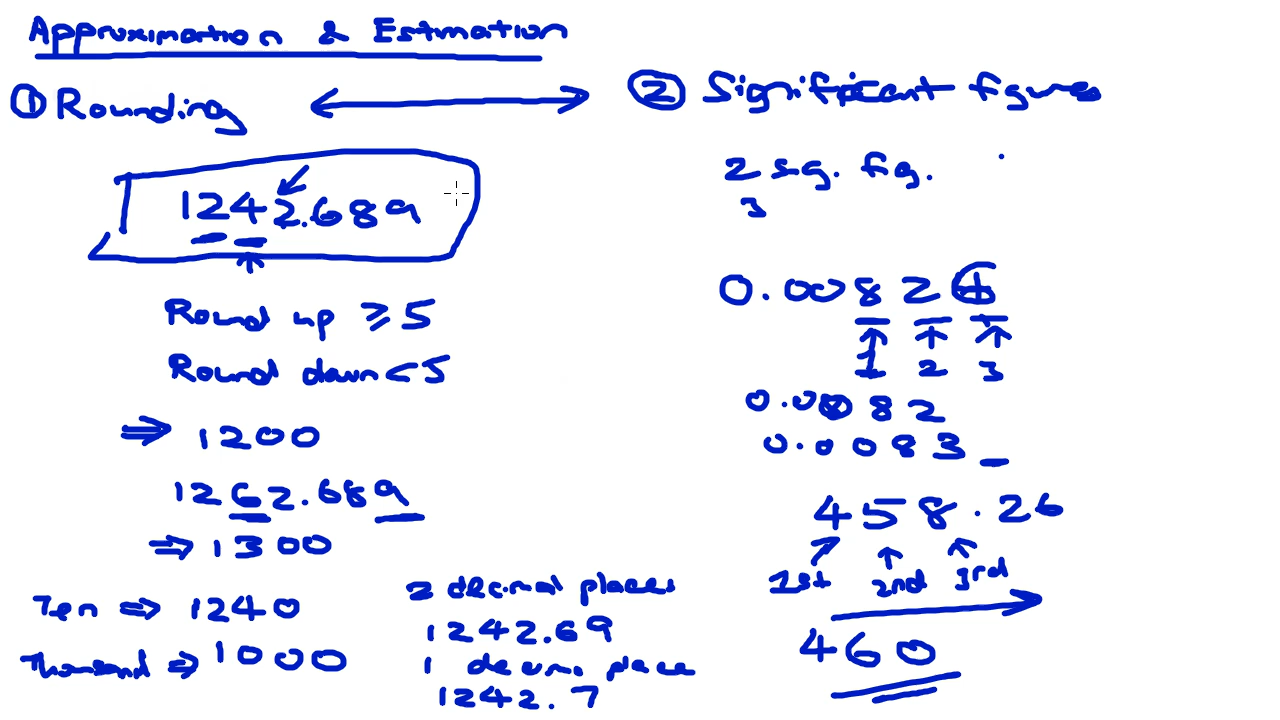 Approximation & Estimation
① Rounding
1242.689
Round up ≥ 5
Round down < 5
⇒ 1200
1262.689
⇒ 1300
Ten ⇒ 1240
Thousand ⇒ 1000
2 decimal places
1242.69
1 decim. place
1242.7
② Significant figures
2 sig. fig.
3
0.00826
1 2 3
0.0082
0.0083
458.26
1st 2nd 3rd
460